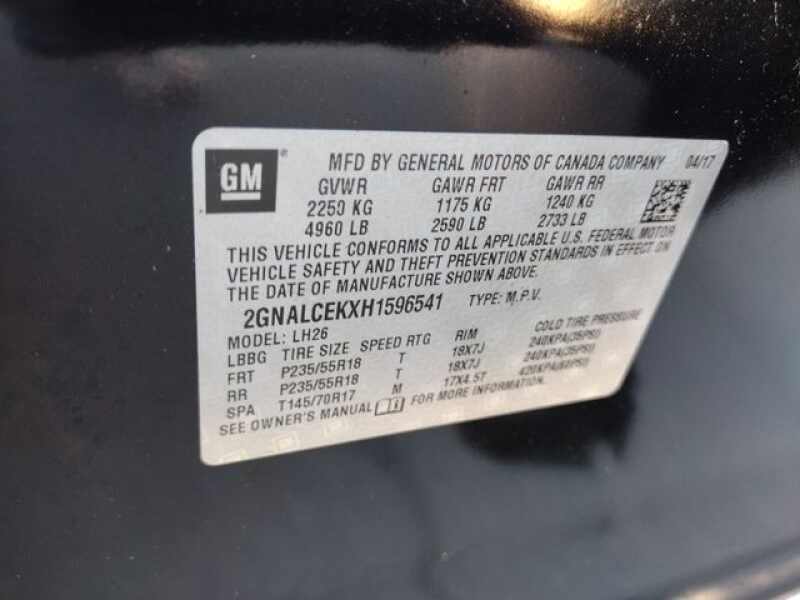 GM® MFD BY GENERAL MOTORS OF CANADA COMPANY 04/17
GVWR GAWR FRT GAWR RR
2250 KG 1175 KG 1240 KG
4960 LB 2590 LB 2733 LB
THIS VEHICLE CONFORMS TO ALL APPLICABLE U.S. FEDERAL MOTOR
VEHICLE SAFETY AND THEFT PREVENTION STANDARDS IN EFFECT ON
THE DATE OF MANUFACTURE SHOWN ABOVE.
2GNALCEKXH1596541 TYPE: M.P.V.
MODEL: LH26
LBBG TIRE SIZE SPEED RTG RIM COLD TIRE PRESSURE
FRT P235/55R18 T 18X7J 240KPA(35PSI)
RR P235/55R18 T 18X7J 240KPA(35PSI)
SPA T145/70R17 M 17X4.5T 420KPA(60PSI)
SEE OWNER'S MANUAL FOR MORE INFORMATION.